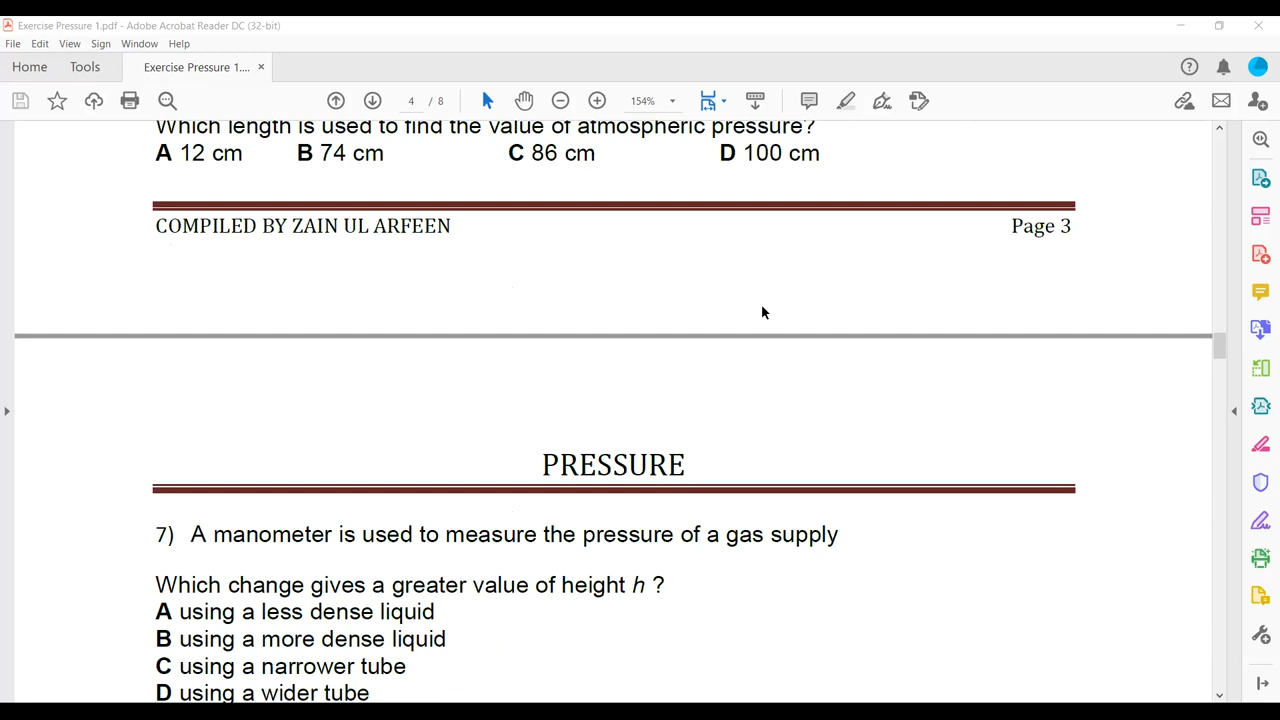 Exercise Pressure 1.pdf - Adobe Acrobat Reader DC (32-bit)
File Edit View Sign Window Help
Home Tools Exercise Pressure 1.... ×
4 / 8 154%
Which length is used to find the value of atmospheric pressure?
A 12 cm B 74 cm C 86 cm D 100 cm
COMPILED BY ZAIN UL ARFEEN Page 3
PRESSURE
7) A manometer is used to measure the pressure of a gas supply
Which change gives a greater value of height h ?
A using a less dense liquid
B using a more dense liquid
C using a narrower tube
D using a wider tube